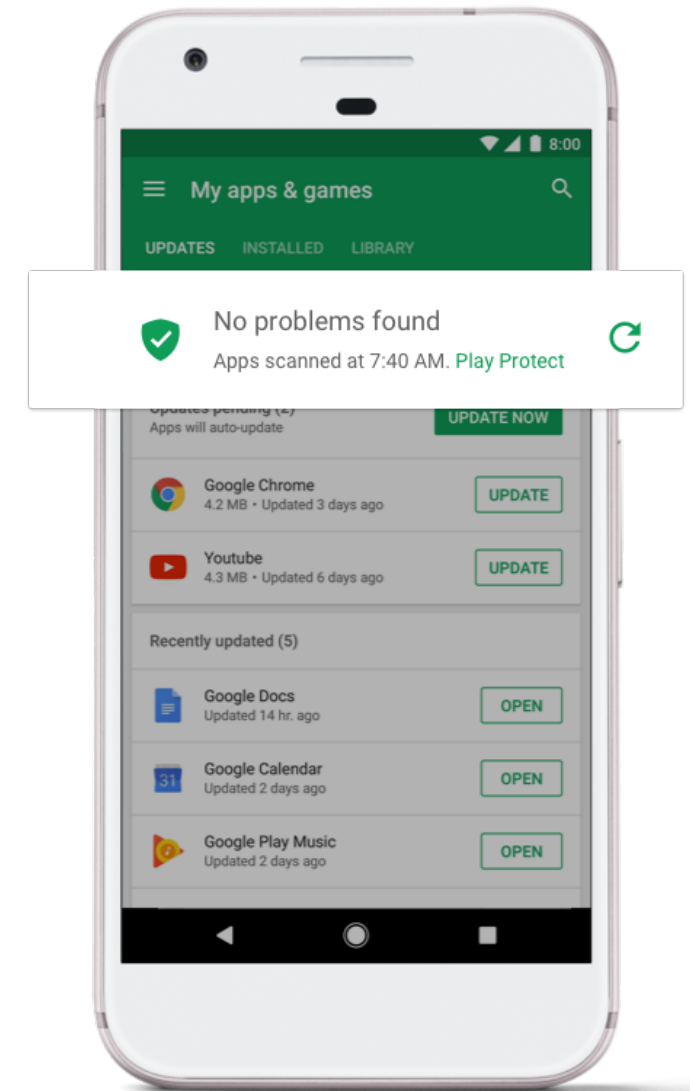 8:00
My apps & games
UPDATES INSTALLED LIBRARY
No problems found
Apps scanned at 7:40 AM. Play Protect
Updates pending (2)
Apps will auto-update
UPDATE NOW
Google Chrome
4.2 MB • Updated 3 days ago
UPDATE
Youtube
4.3 MB • Updated 6 days ago
UPDATE
Recently updated (5)
Google Docs
Updated 14 hr. ago
OPEN
31
Google Calendar
Updated 2 days ago
OPEN
Google Play Music
Updated 2 days ago
OPEN